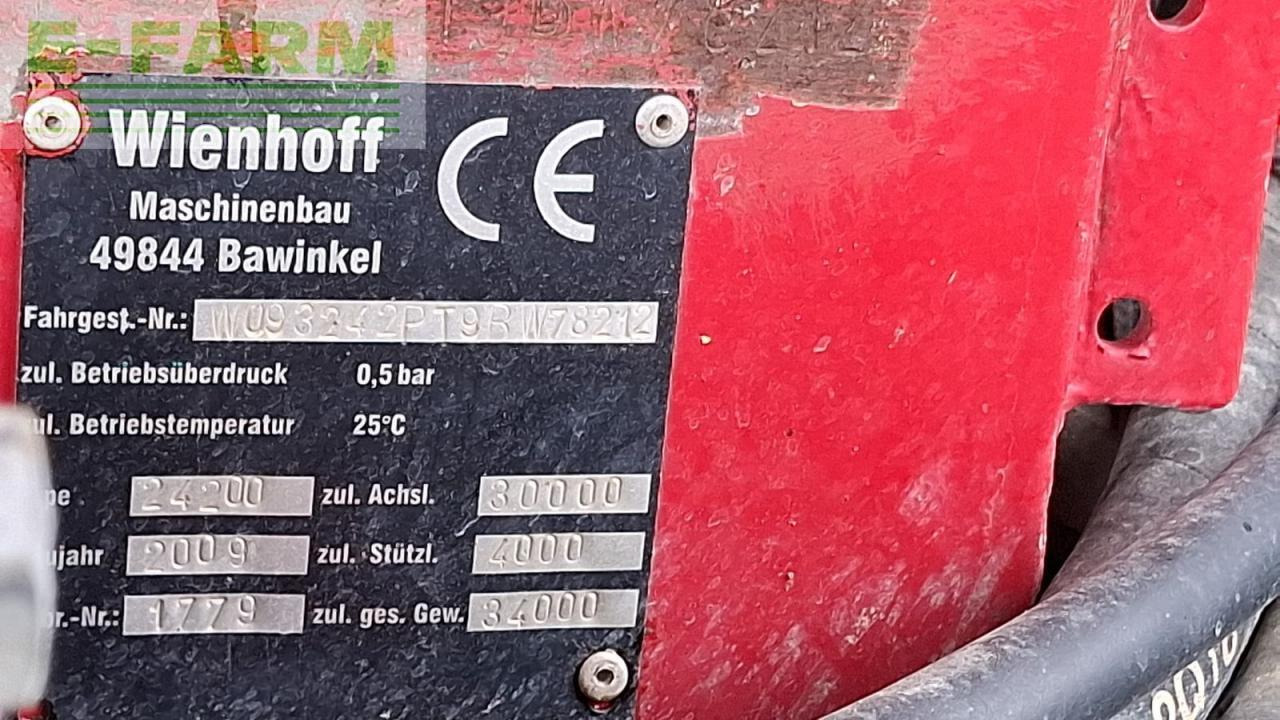 E-FARM
Wienhoff
CE
Maschinenbau
49844 Bawinkel
Fahrgest.-Nr.: W093242PT9BW78212
zul. Betriebsüberdruck 0,5 bar
zul. Betriebstemperatur 25°C
24200 zul. Achsl. 30000
2009 zul. Stützl. 4000
1779 zul. ges. Gew. 34000